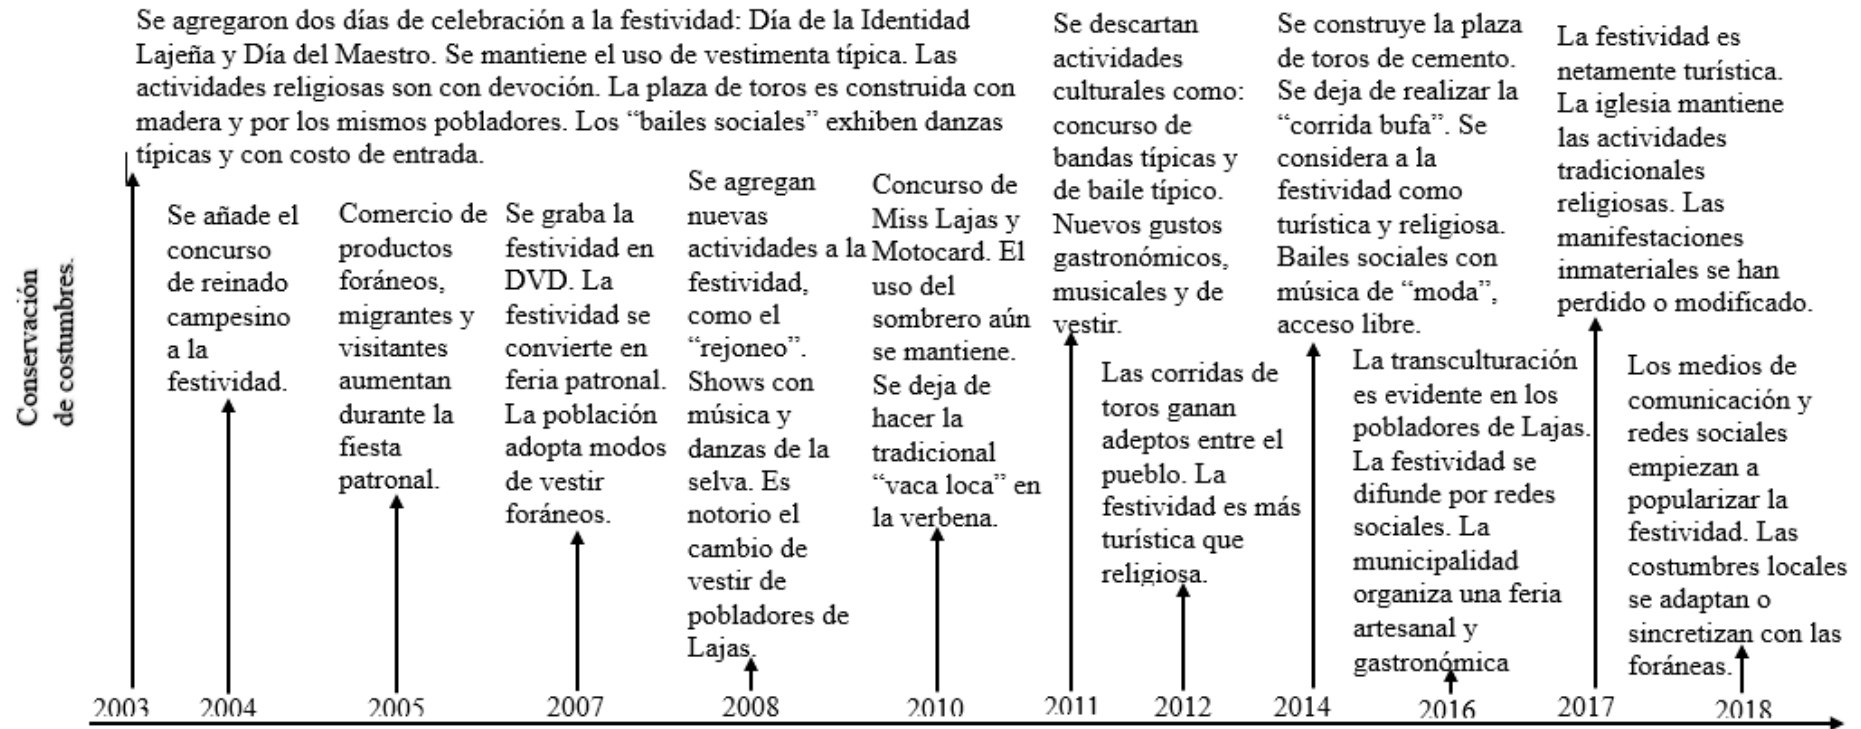 Se agregaron dos días de celebración a la festividad: Día de la Identidad
Lajeña y Día del Maestro. Se mantiene el uso de vestimenta típica. Las
actividades religiosas son con devoción. La plaza de toros es construida con
madera y por los mismos pobladores. Los “bailes sociales” exhiben danzas
típicas y con costo de entrada.
Se añade el
concurso
de reinado
campesino
a la
festividad.
Comercio de
productos
foráneos,
migrantes y
visitantes
aumentan
durante la
fiesta
patronal.
Se graba la
festividad en
DVD. La
festividad se
convierte en
feria patronal.
La población
adopta modos
de vestir
foráneos.
Se agregan
nuevas
actividades a la
festividad,
como el
“rejoneo”.
Shows con
música y
danzas de la
selva. Es
notorio el
cambio de
vestir de
pobladores de
Lajas.
Concurso de
Miss Lajas y
Motocard. El
uso del
sombrero aún
se mantiene.
Se deja de
hacer la
tradicional
“vaca loca” en
la verbena.
Se descartan
actividades
culturales como:
concurso de
bandas típicas y
de baile típico.
Nuevos gustos
gastronómicos,
musicales y de
vestir.
Las corridas de
toros ganan
adeptos entre el
pueblo. La
festividad es más
turística que
religiosa.
Se construye la plaza
de toros de cemento.
Se deja de realizar la
“corrida bufa”. Se
considera a la
festividad como
turística y religiosa.
Bailes sociales con
música de “moda”,
acceso libre.
La transculturación
es evidente en los
pobladores de Lajas.
La festividad se
difunde por redes
sociales. La
municipalidad
organiza una feria
artesanal y
gastronómica
La festividad es
netamente turística.
La iglesia mantiene
las actividades
tradicionales
religiosas. Las
manifestaciones
inmateriales se han
perdido o modificado.
Los medios de
comunicación y
redes sociales
empiezan a
popularizar la
festividad. Las
costumbres locales
se adaptan o
sincretizan con las
foráneas.
Conservación
de costumbres.
2003 2004 2005 2007 2008 2010 2011 2012 2014 2016 2017 2018